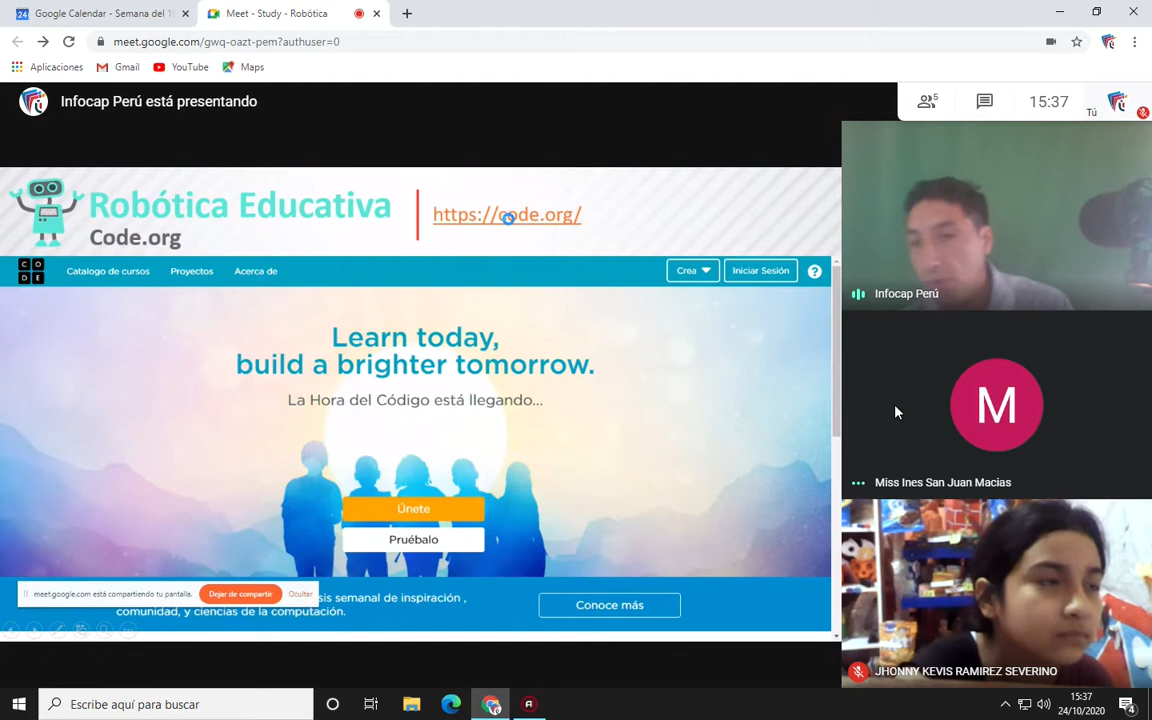 Google Calendar - Semana del 1
Meet - Study - Robótica
meet.google.com/gwq-oazt-pem?authuser=0
Aplicaciones
Gmail
YouTube
Maps
Infocap Perú está presentando
6
15:37
Tú
Robótica Educativa
Code.org
https://code.org/
C O
D E
Catalogo de cursos
Proyectos
Acerca de
Crea
Iniciar Sesión
?
Learn today,
build a brighter tomorrow.
La Hora del Código está llegando...
Únete
Pruébalo
meet.google.com está compartiendo tu pantalla.
Dejar de compartir
Ocultar
sis semanal de inspiración ,
comunidad, y ciencias de la computación.
Conoce más
Infocap Perú
M
Miss Ines San Juan Macias
JHONNY KEVIS RAMIREZ SEVERINO
Escribe aquí para buscar
15:37
24/10/2020
4